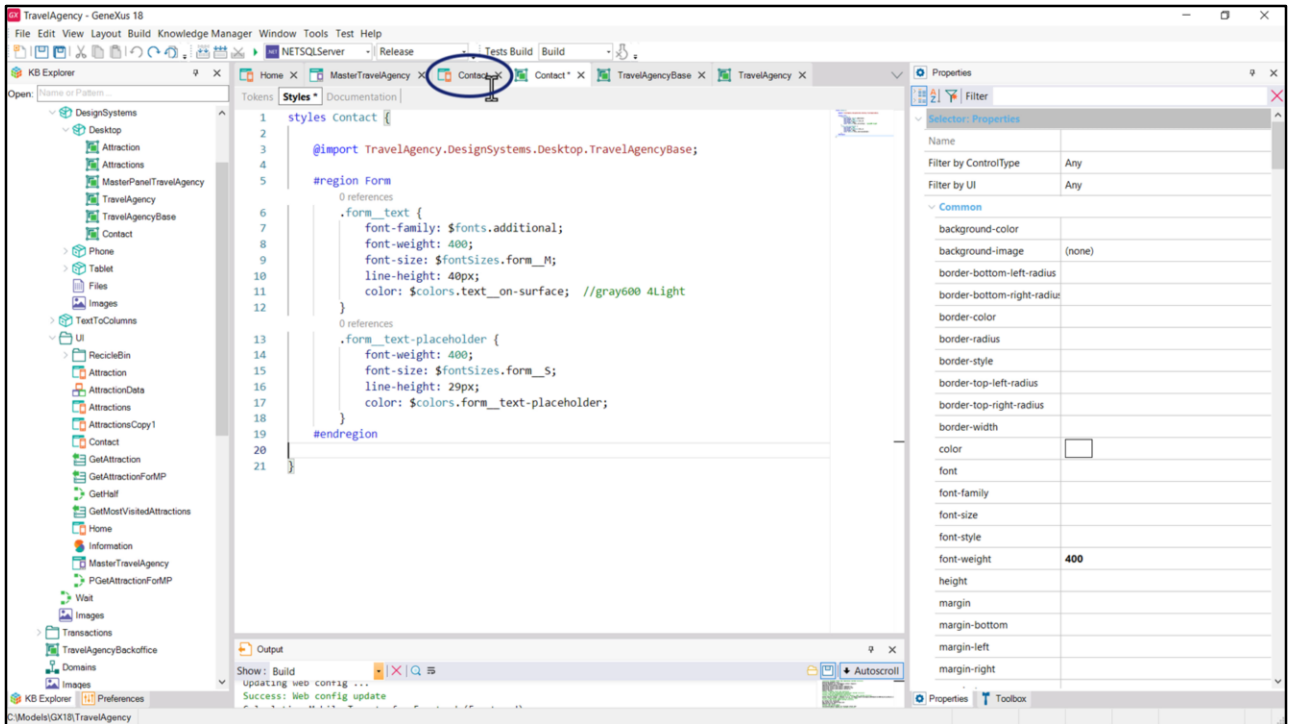 TravelAgency - GeneXus 18
File Edit View Layout Build Knowledge Manager Window Tools Test Help
NETSQLServer Release Tests Build Build
KB Explorer
Open: Name or Pattern ...
DesignSystems
Desktop
Attraction
Attractions
MasterPanelTravelAgency
TravelAgency
TravelAgencyBase
Contact
Phone
Tablet
Files
Images
TextToColumns
UI
RecicleBin
Attraction
AttractionData
Attractions
AttractionsCopy1
Contact
GetAttraction
GetAttractionForMP
GetHalf
GetMostVisitedAttractions
Home
Information
MasterTravelAgency
PGetAttractionForMP
Wait
Images
Transactions
TravelAgencyBackoffice
Domains
Images
KB Explorer Preferences
C:\Models\GX18\TravelAgency
Home MasterTravelAgency Contact Contact * TravelAgencyBase TravelAgency
Tokens Styles * Documentation
1 styles Contact {
2
3 @import TravelAgency.DesignSystems.Desktop.TravelAgencyBase;
4
5 #region Form
0 references
6 .form__text {
7 font-family: $fonts.additional;
8 font-weight: 400;
9 font-size: $fontSizes.form__M;
10 line-height: 40px;
11 color: $colors.text__on-surface; //gray600 4Light
12 }
0 references
13 .form__text-placeholder {
14 font-weight: 400;
15 font-size: $fontSizes.form__S;
16 line-height: 29px;
17 color: $colors.form__text-placeholder;
18 }
19 #endregion
20
21 }
Output
Show: Build Autoscroll
Updating web config ...
Success: Web config update
Properties
Filter
Selector: Properties
Name
Filter by ControlType Any
Filter by UI Any
Common
background-color
background-image (none)
border-bottom-left-radius
border-bottom-right-radius
border-color
border-radius
border-style
border-top-left-radius
border-top-right-radius
border-width
color
font
font-family
font-size
font-style
font-weight 400
height
margin
margin-bottom
margin-left
margin-right
Properties Toolbox